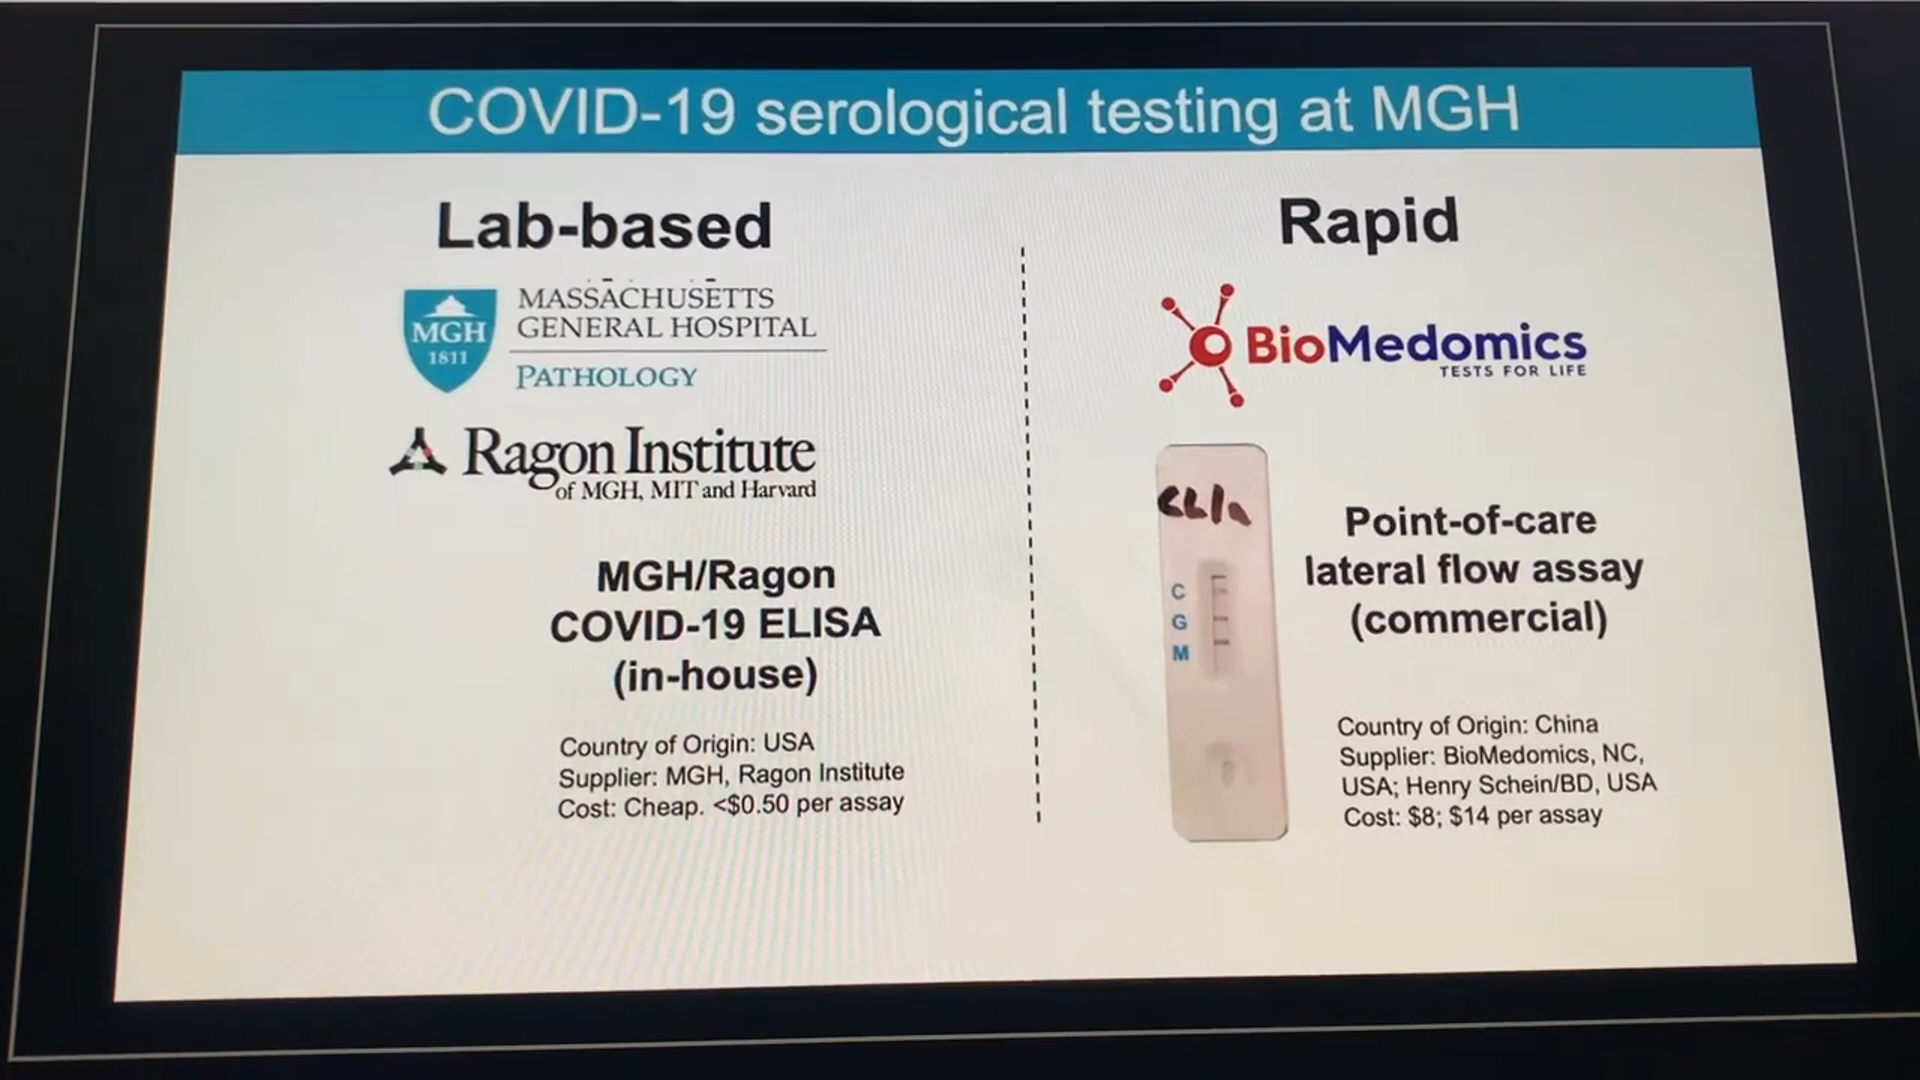 COVID-19 serological testing at MGH
Lab-based
MGH
1811
MASSACHUSETTS
GENERAL HOSPITAL
PATHOLOGY
Ragon Institute
of MGH, MIT and Harvard
MGH/Ragon
COVID-19 ELISA
(in-house)
Country of Origin: USA
Supplier: MGH, Ragon Institute
Cost: Cheap. <$0.50 per assay
Rapid
BioMedomics
TESTS FOR LIFE
C
G
M
Point-of-care
lateral flow assay
(commercial)
Country of Origin: China
Supplier: BioMedomics, NC,
USA; Henry Schein/BD, USA
Cost: $8; $14 per assay